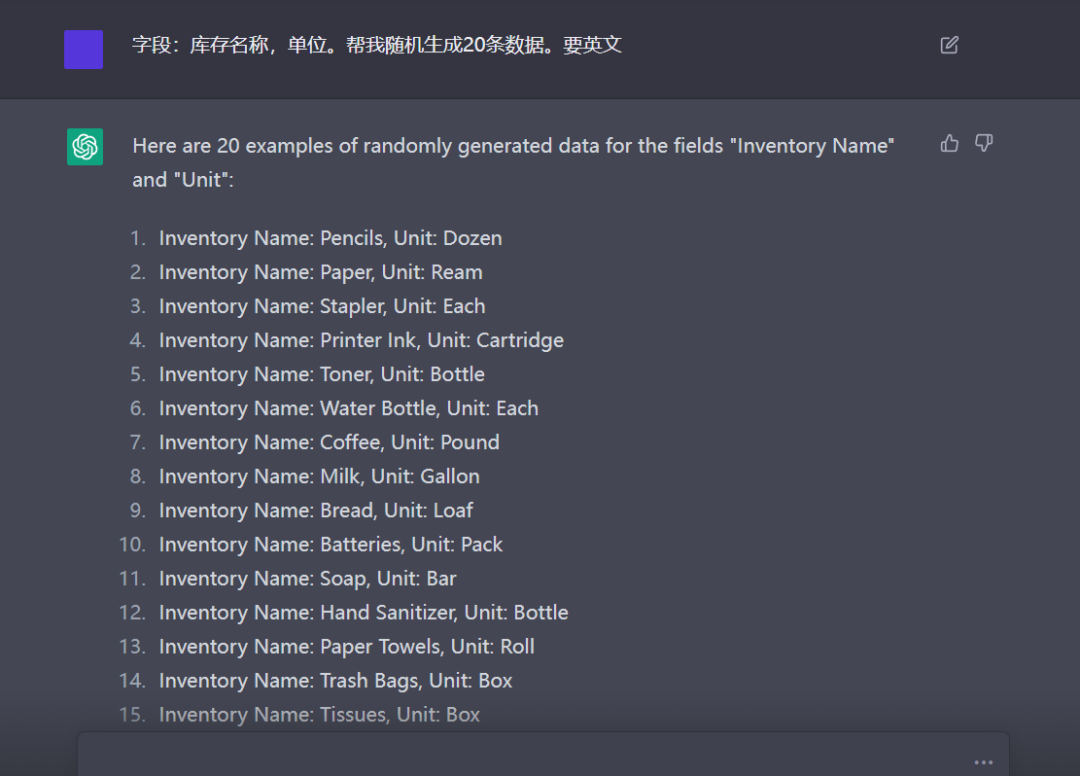 字段：库存名称，单位。帮我随机生成20条数据。要英文
Here are 20 examples of randomly generated data for the fields "Inventory Name"
and "Unit":
1. Inventory Name: Pencils, Unit: Dozen
2. Inventory Name: Paper, Unit: Ream
3. Inventory Name: Stapler, Unit: Each
4. Inventory Name: Printer Ink, Unit: Cartridge
5. Inventory Name: Toner, Unit: Bottle
6. Inventory Name: Water Bottle, Unit: Each
7. Inventory Name: Coffee, Unit: Pound
8. Inventory Name: Milk, Unit: Gallon
9. Inventory Name: Bread, Unit: Loaf
10. Inventory Name: Batteries, Unit: Pack
11. Inventory Name: Soap, Unit: Bar
12. Inventory Name: Hand Sanitizer, Unit: Bottle
13. Inventory Name: Paper Towels, Unit: Roll
14. Inventory Name: Trash Bags, Unit: Box
15. Inventory Name: Tissues, Unit: Box